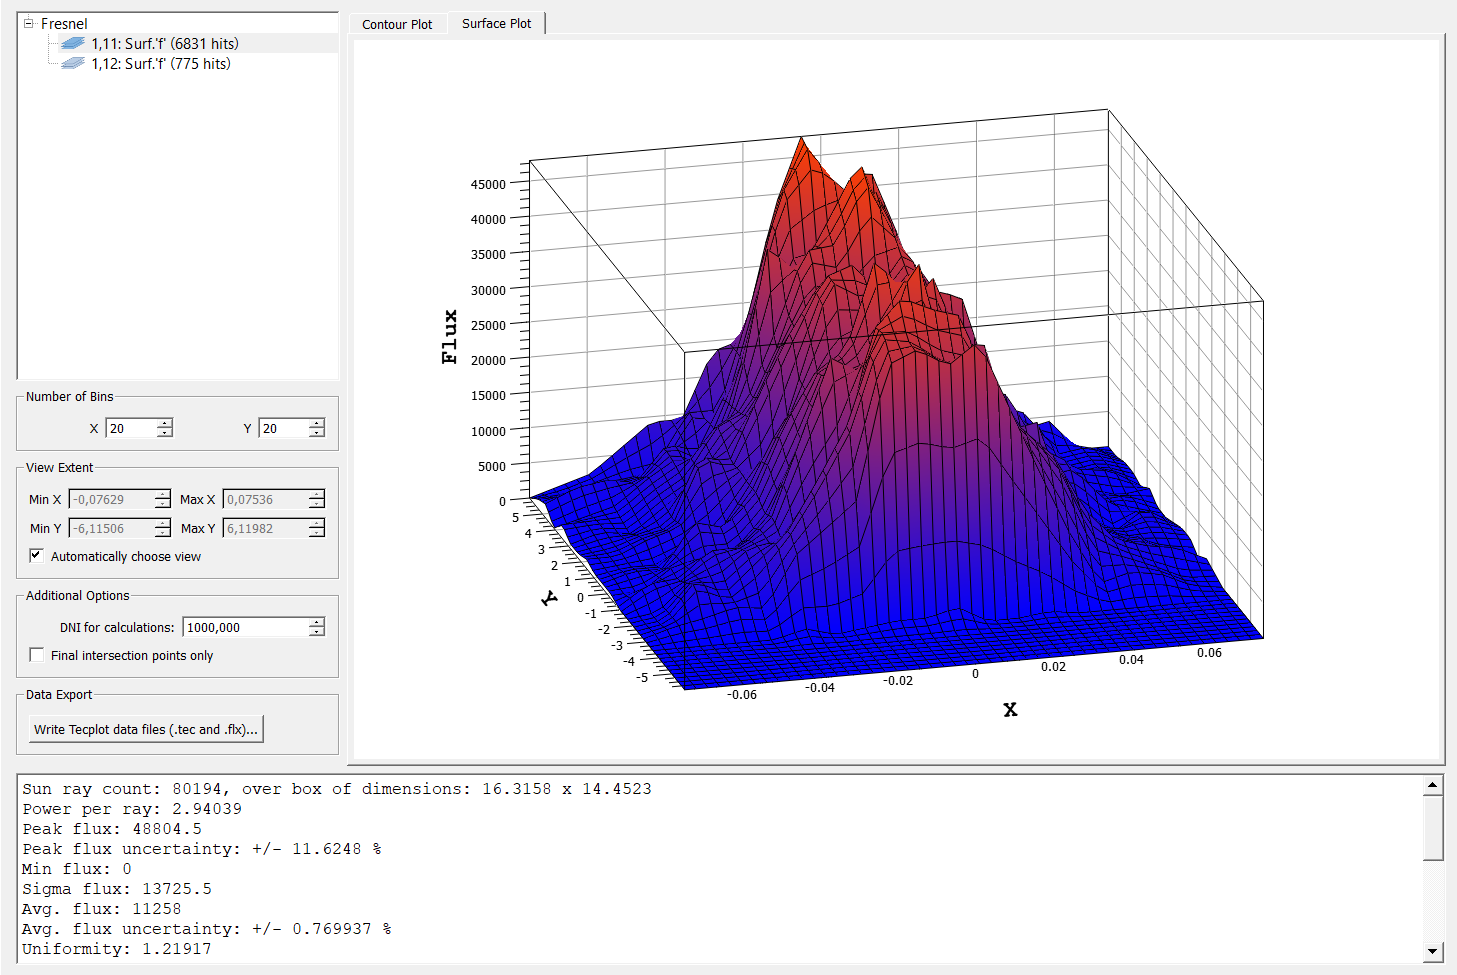 Fresnel
1,11: Surf.'f' (6831 hits)
1,12: Surf.'f' (775 hits)
Number of Bins
X 20 Y 20
View Extent
Min X -0,07629 Max X 0,07536
Min Y -6,11506 Max Y 6,11982
Automatically choose view
Additional Options
DNI for calculations: 1000,000
Final intersection points only
Data Export
Write Tecplot data files (.tec and .flx)...
Contour Plot Surface Plot
Flux
45000
40000
35000
30000
25000
20000
15000
10000
5000
0
Y
5
4
3
2
1
0
-1
-2
-3
-4
-5
-0.06 -0.04 -0.02 0 0.02 0.04 0.06
X
Sun ray count: 80194, over box of dimensions: 16.3158 x 14.4523
Power per ray: 2.94039
Peak flux: 48804.5
Peak flux uncertainty: +/- 11.6248 %
Min flux: 0
Sigma flux: 13725.5
Avg. flux: 11258
Avg. flux uncertainty: +/- 0.769937 %
Uniformity: 1.21917